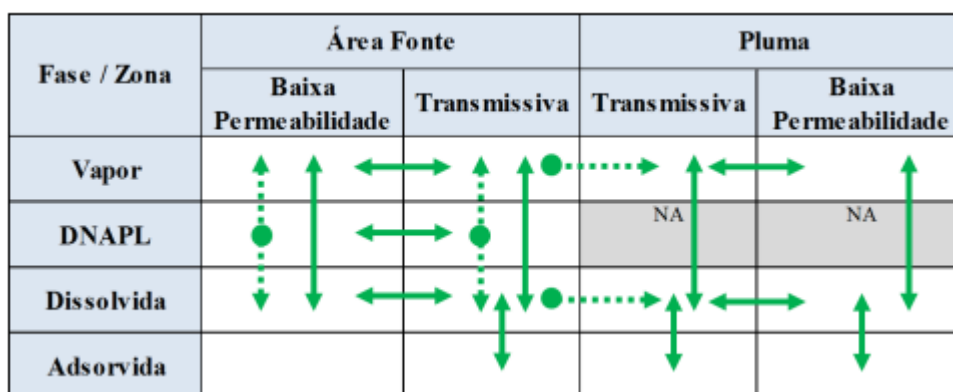 Fase / Zona
Área Fonte
Pluma
Baixa
Permeabilidade
Transmissiva
Transmissiva
Baixa
Permeabilidade
Vapor
DNAPL
NA
NA
Dissolvida
Adsorvida